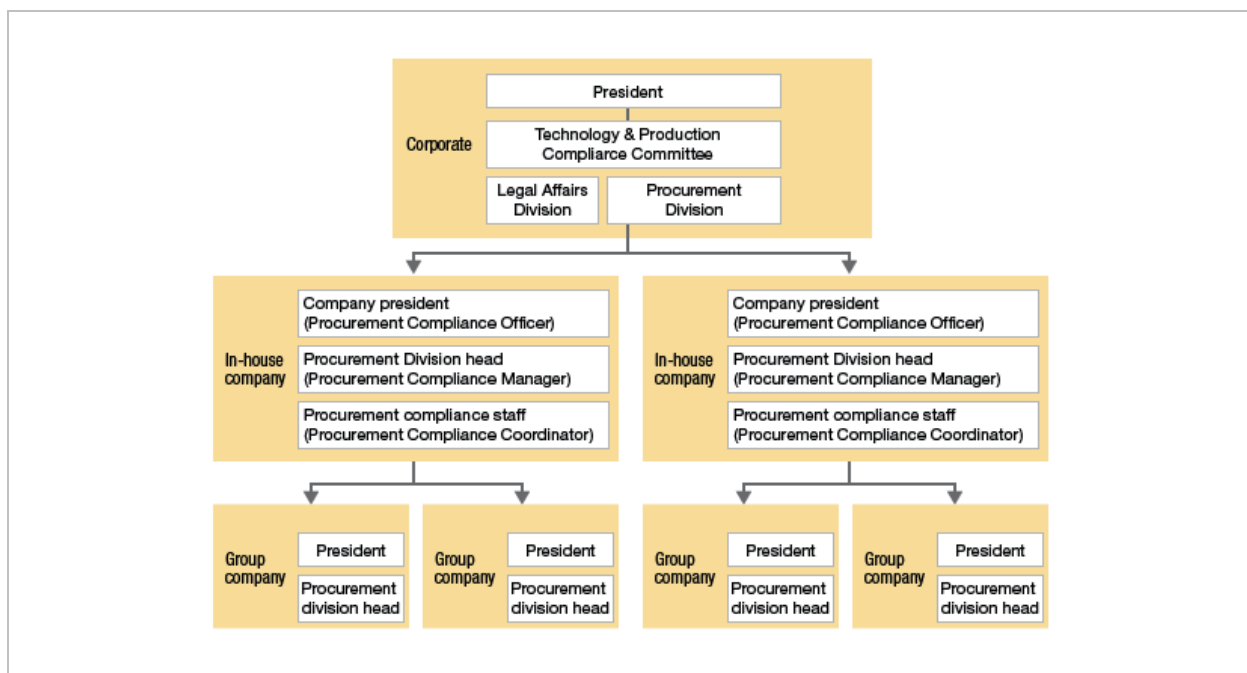 President
Corporate
Technology & Production
Compliarce Committee
Legal Affairs
Division
Procurement
Division
In-house
company
Company president
(Procurement Compliance Officer)
Procurement Division head
(Procurement Compliance Manager)
Procurement compliance staff
(Procurement Compliance Coordinator)
In-house
company
Company president
(Procurement Compliance Officer)
Procurement Division head
(Procurement Compliance Manager)
Procurement compliance staff
(Procurement Compliance Coordinator)
Group
company
President
Procurement
division head
Group
company
President
Procurement
division head
Group
company
President
Procurement
division head
Group
company
President
Procurement
division head